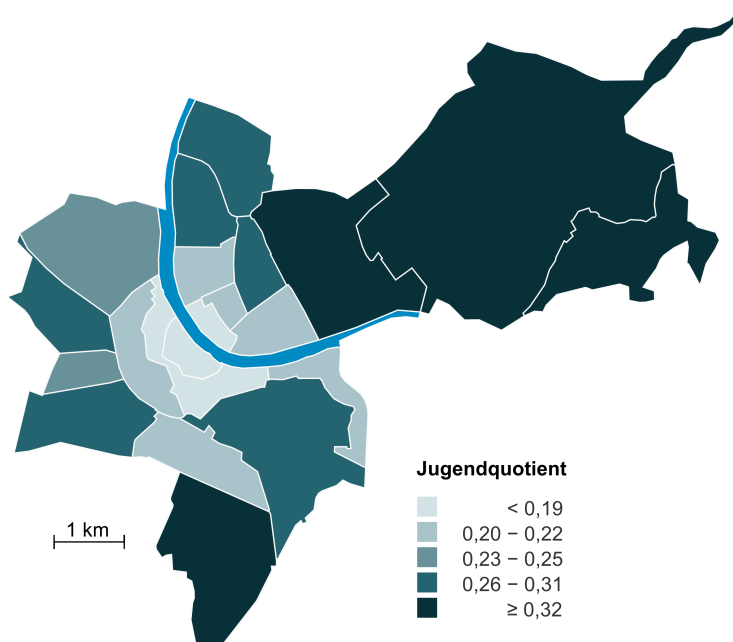 Jugendquotient
< 0,19
0,20 – 0,22
0,23 – 0,25
0,26 – 0,31
≥ 0,32
1 km